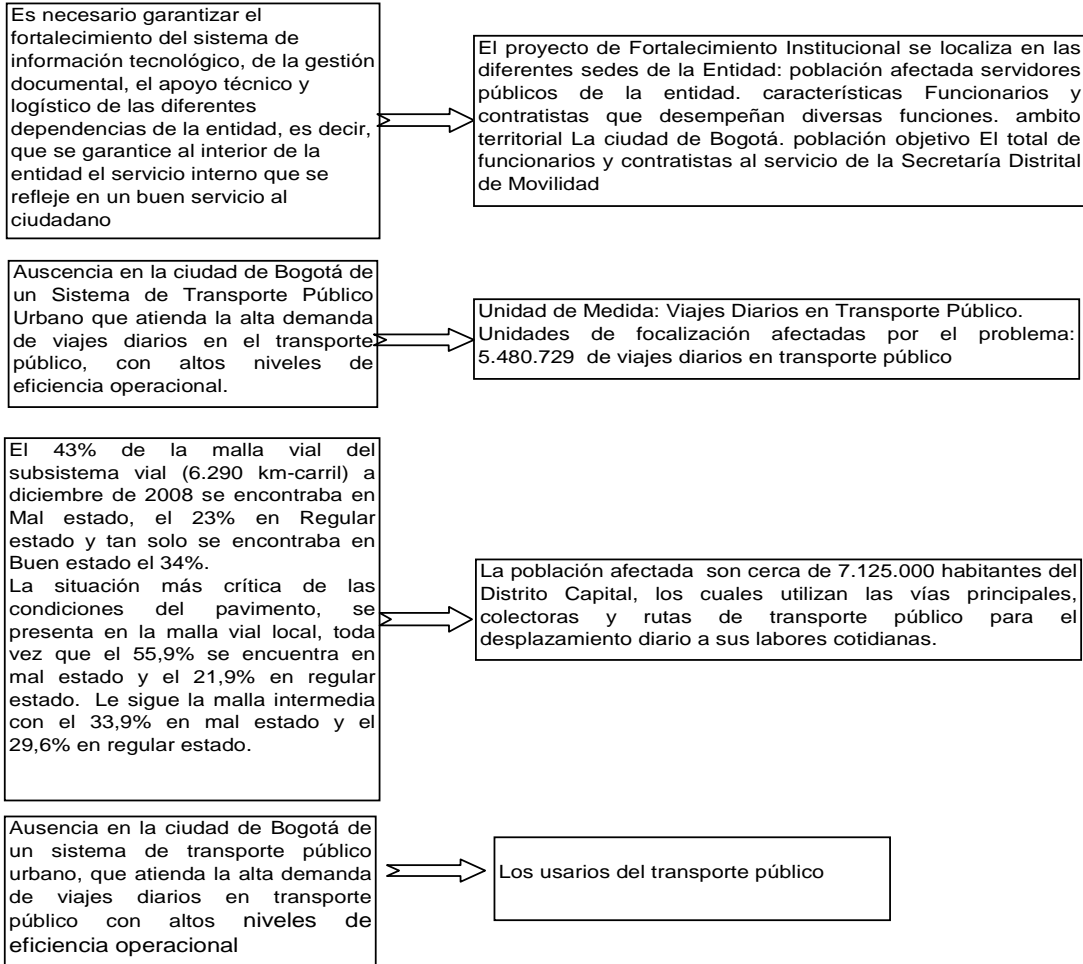 Es necesario garantizar el
fortalecimiento del sistema de
información tecnológico, de la gestión
documental, el apoyo técnico y
logístico de las diferentes
dependencias de la entidad, es decir,
que se garantice al interior de la
entidad el servicio interno que se
refleje en un buen servicio al
ciudadano
El proyecto de Fortalecimiento Institucional se localiza en las
diferentes sedes de la Entidad: población afectada servidores
públicos de la entidad. características Funcionarios y
contratistas que desempeñan diversas funciones. ambito
territorial La ciudad de Bogotá. población objetivo El total de
funcionarios y contratistas al servicio de la Secretaría Distrital
de Movilidad
Auscencia en la ciudad de Bogotá de
un Sistema de Transporte Público
Urbano que atienda la alta demanda
de viajes diarios en el transporte
público, con altos niveles de
eficiencia operacional.
Unidad de Medida: Viajes Diarios en Transporte Público.
Unidades de focalización afectadas por el problema:
5.480.729 de viajes diarios en transporte público
El 43% de la malla vial del
subsistema vial (6.290 km-carril) a
diciembre de 2008 se encontraba en
Mal estado, el 23% en Regular
estado y tan solo se encontraba en
Buen estado el 34%.
La situación más crítica de las
condiciones del pavimento, se
presenta en la malla vial local, toda
vez que el 55,9% se encuentra en
mal estado y el 21,9% en regular
estado. Le sigue la malla intermedia
con el 33,9% en mal estado y el
29,6% en regular estado.
La población afectada son cerca de 7.125.000 habitantes del
Distrito Capital, los cuales utilizan las vías principales,
colectoras y rutas de transporte público para el
desplazamiento diario a sus labores cotidianas.
Ausencia en la ciudad de Bogotá de
un sistema de transporte público
urbano, que atienda la alta demanda
de viajes diarios en transporte
público con altos niveles de
eficiencia operacional
Los usarios del transporte público